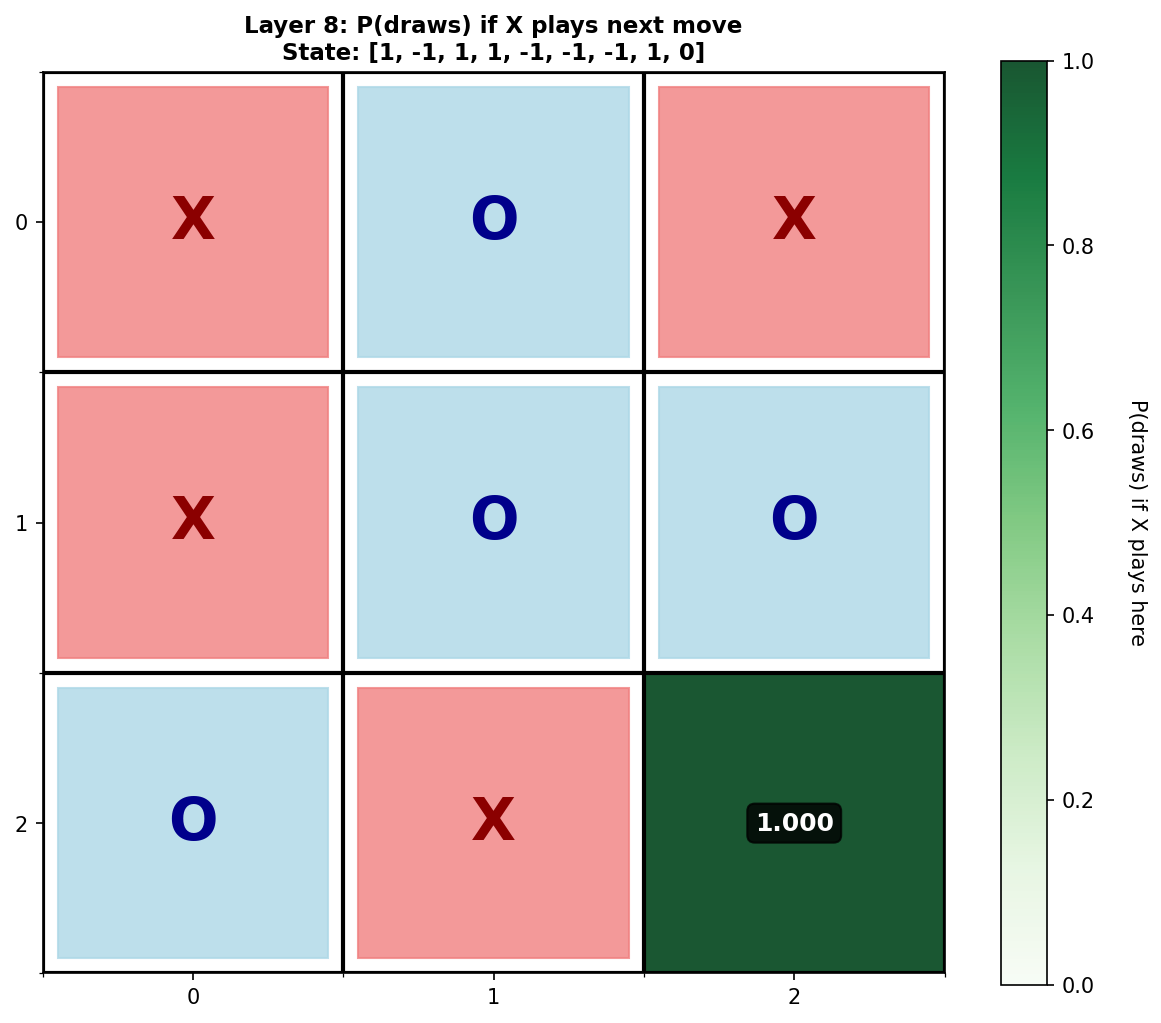 Layer 8: P(draws) if X plays next move
State: [1, -1, 1, 1, -1, -1, -1, 1, 0]
X O X
X O O
O X 1.000
0
1
2
0 1 2
1.0
0.8
0.6
0.4
0.2
0.0
P(draws) if X plays here